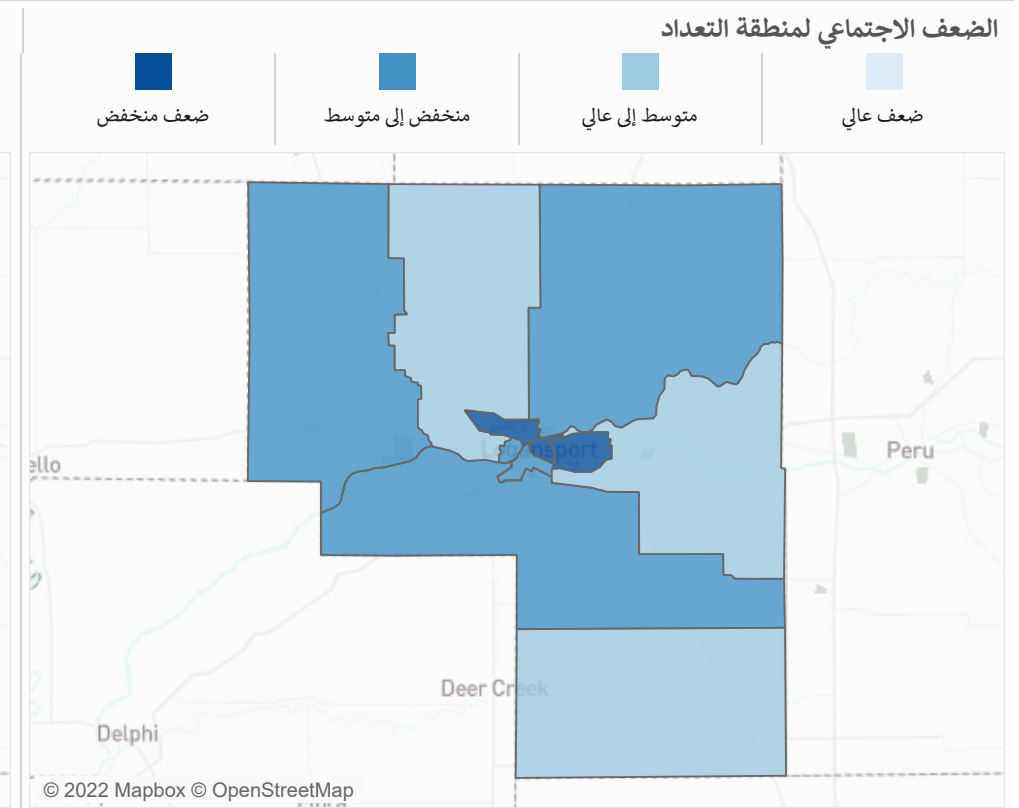 الضعف الاجتماعي لمنطقة التعداد
ضعف عالي
متوسط إلى عالي
منخفض إلى متوسط
ضعف منخفض
Logansport
Peru
ello
Deer Creek
Delphi
© 2022 Mapbox © OpenStreetMap